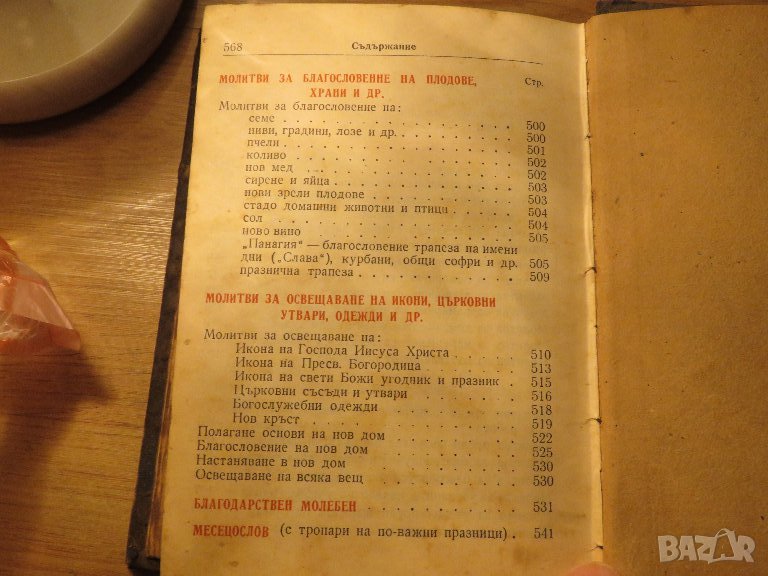 568 Съдържание
МОЛИТВИ ЗА БЛАГОСЛОВЕНИЕ НА ПЛОДОВЕ, Стр.
ХРАНИ И ДР.
Молитви за благословение на:
семе . . . . . . . . . . 500
ниви, градини, лозе и др. . . . . . . . 500
пчели . . . . . . . . . . 501
коливо . . . . . . . . . . 502
нов мед . . . . . . . . . . 502
сирене и яйца . . . . . . . . . . 503
нови зрели плодове . . . . . . . . . . 503
стадо домашни животни и птици . . . . . 504
сол . . . . . . . . . . 504
ново вино . . . . . . . . . . 505
„Панагия“ — благословение трапеза на имени
дни („Слава“), курбани, общи софри и др. 505
празнична трапеза . . . . . . . . . . 509
МОЛИТВИ ЗА ОСВЕЩАВАНЕ НА ИКОНИ, ЦЪРКОВНИ
УТВАРИ, ОДЕЖДИ И ДР.
Молитви за освещаване на:
Икона на Господа Иисуса Христа . . . . . 510
Икона на Пресв. Богородица . . . . . 513
Икона на свети Божи угодник и празник . . 515
Църковни съсъди и утвари . . . . . 516
Богослужебни одежди . . . . . 518
Нов кръст . . . . . . . . 519
Полагане основи на нов дом . . . . . . 522
Благословение на нов дом . . . . . . 525
Настаняване в нов дом . . . . . . 530
Освещаване на всяка вещ . . . . . . 530
БЛАГОДАРСТВЕН МОЛЕБЕН . . . . . . 531
МЕСЕЦОСЛОВ (с тропари на по-важни празници) . 541
BAZAR